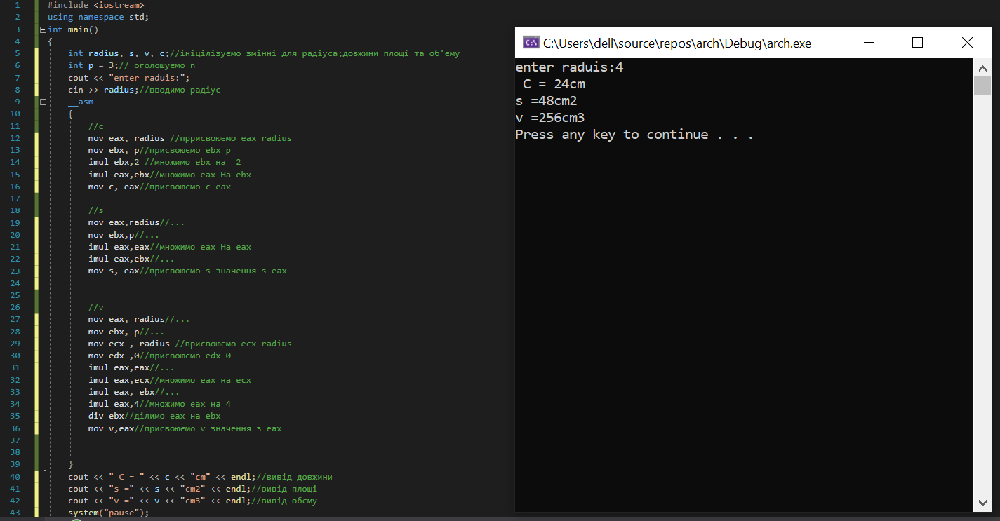 1 #include <iostream>
2 using namespace std;
3 int main()
4 {
5 int radius, s, v, c;//ініцілізуємо змінні для радіуса;довжини площі та об'єму
6 int p = 3;// оголошуємо п
7 cout << "enter raduis:";
8 cin >> radius;//вводимо радіус
9 __asm
10 {
11 //c
12 mov eax, radius //пррисвоюємо eax radius
13 mov ebx, p//присвоюємо ebx p
14 imul ebx,2 //множимо ebx на  2
15 imul eax,ebx//множимо eax На ebx
16 mov c, eax//присвоюємо c eax
17
18 //s
19 mov eax,radius//...
20 mov ebx,p//...
21 imul eax,eax//множимо eax На eax
22 imul eax,ebx//...
23 mov s, eax//присвоюємо s значення s eax
24
25
26 //v
27 mov eax, radius//...
28 mov ebx, p//...
29 mov ecx , radius //присвоюємо ecx radius
30 mov edx ,0//присвоюємо edx 0
31 imul eax,eax//...
32 imul eax,ecx//множимо eax на ecx
33 imul eax, ebx//...
34 imul eax,4//множимо eax на 4
35 div ebx//ділимо eax на ebx
36 mov v,eax//присвоюємо v значення з eax
37
38
39 }
40 cout << " C = " << c << "cm" << endl;//вивід довжини
41 cout << "s =" << s << "cm2" << endl;//вивід площі
42 cout << "v =" << v << "cm3" << endl;//вивід обєму
43 system("pause");
C:\Users\dell\source\repos\arch\Debug\arch.exe
enter raduis:4
C = 24cm
s =48cm2
v =256cm3
Press any key to continue . . .